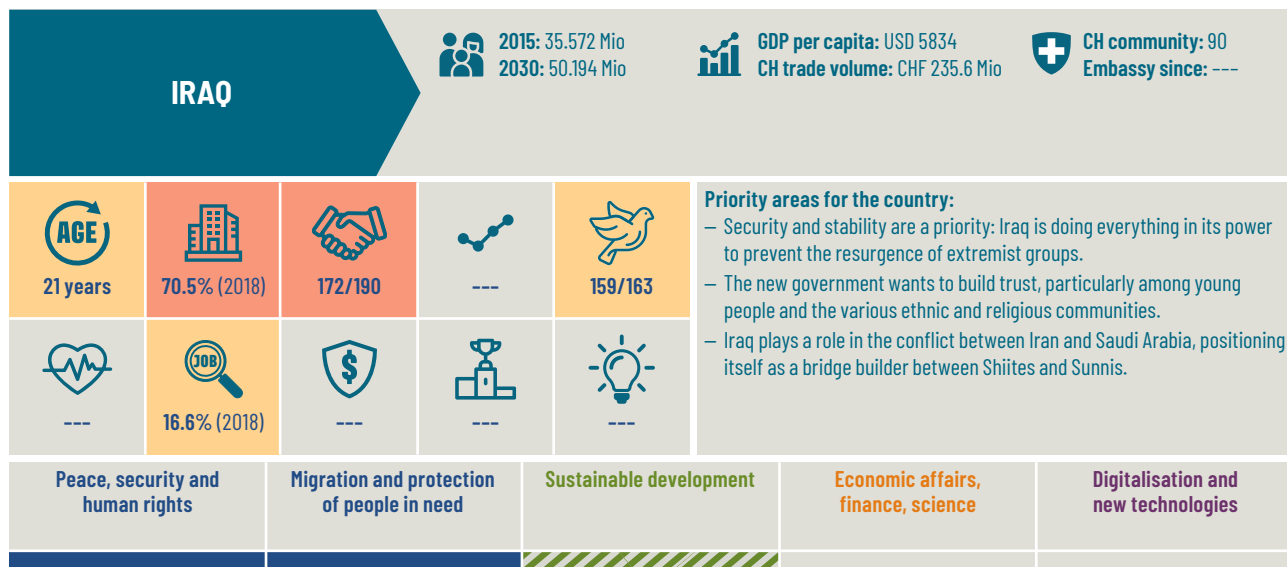 IRAQ
2015: 35.572 Mio
2030: 50.194 Mio
GDP per capita: USD 5834
CH trade volume: CHF 235.6 Mio
CH community: 90
Embassy since: –––
AGE
21 years
70.5% (2018)
172/190
–––
159/163
–––
JOB
16.6% (2018)
$
–––
–––
–––
Priority areas for the country:
– Security and stability are a priority: Iraq is doing everything in its power
to prevent the resurgence of extremist groups.
– The new government wants to build trust, particularly among young
people and the various ethnic and religious communities.
– Iraq plays a role in the conflict between Iran and Saudi Arabia, positioning
itself as a bridge builder between Shiites and Sunnis.
Peace, security and
human rights
Migration and protection
of people in need
Sustainable development
Economic affairs,
finance, science
Digitalisation and
new technologies